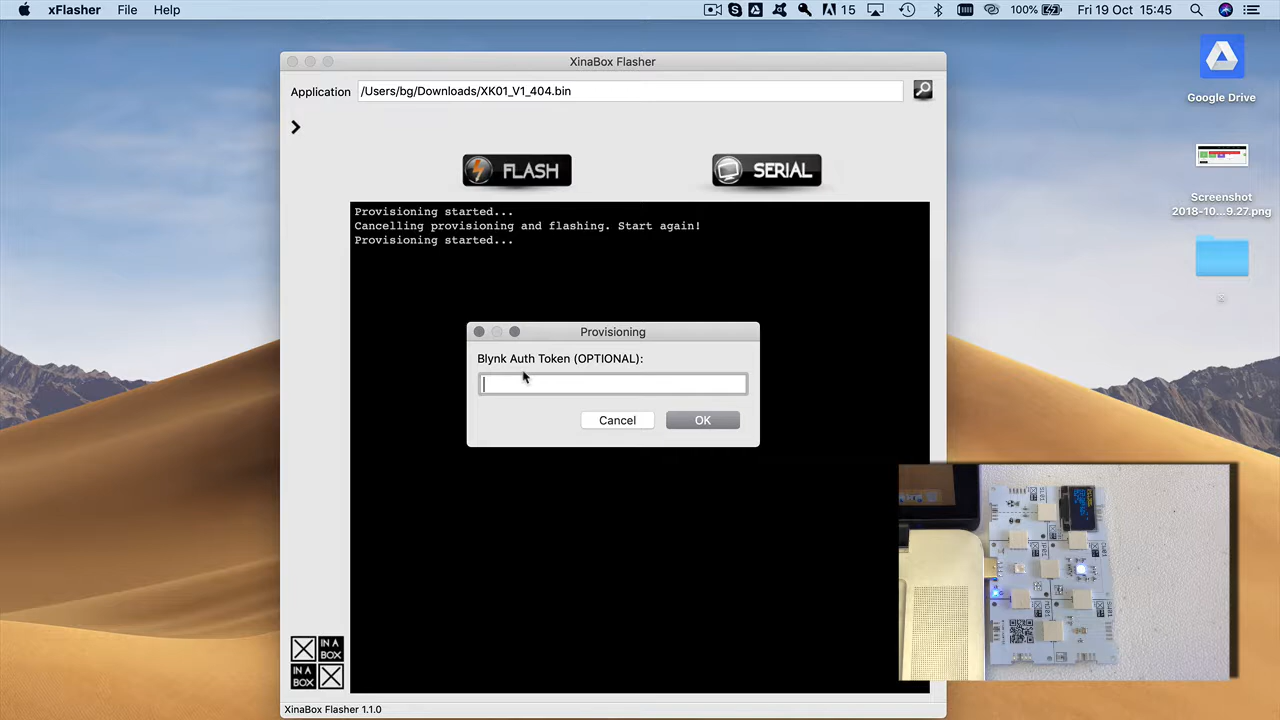 xFlasher File Help 15 100% Fri 19 Oct 15:45
XinaBox Flasher
Application /Users/bg/Downloads/XK01_V1_404.bin
FLASH SERIAL
Provisioning started...
Cancelling provisioning and flashing. Start again!
Provisioning started...
Provisioning
Blynk Auth Token (OPTIONAL):
Cancel OK
Google Drive
Screenshot
2018-10...9.27.png
IN A
BOX
IN A
BOX
XinaBox Flasher 1.1.0